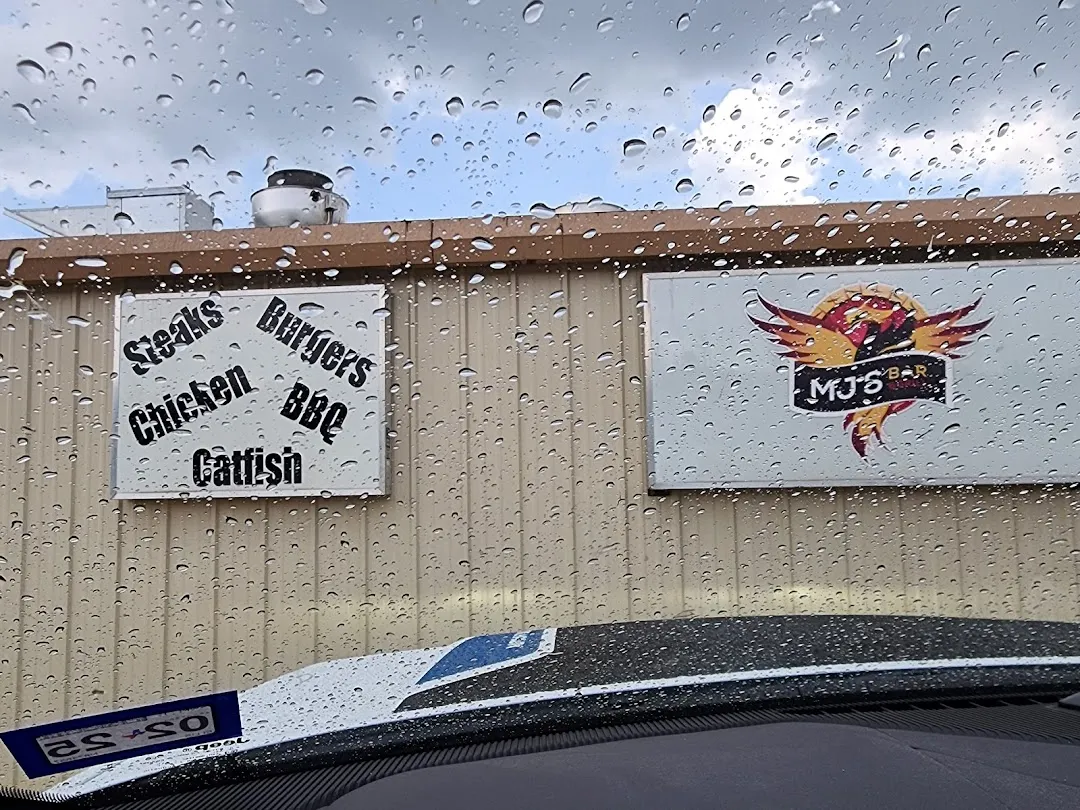 Steaks
Burgers
Chicken
BBQ
Catfish
MJ'S BAR
02 25